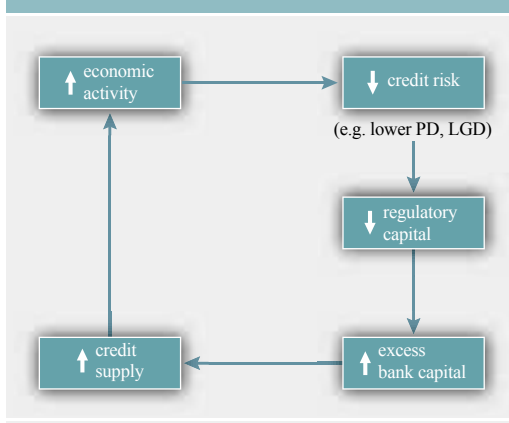 economic
activity
credit risk
(e.g. lower PD, LGD)
regulatory
capital
excess
bank capital
credit
supply